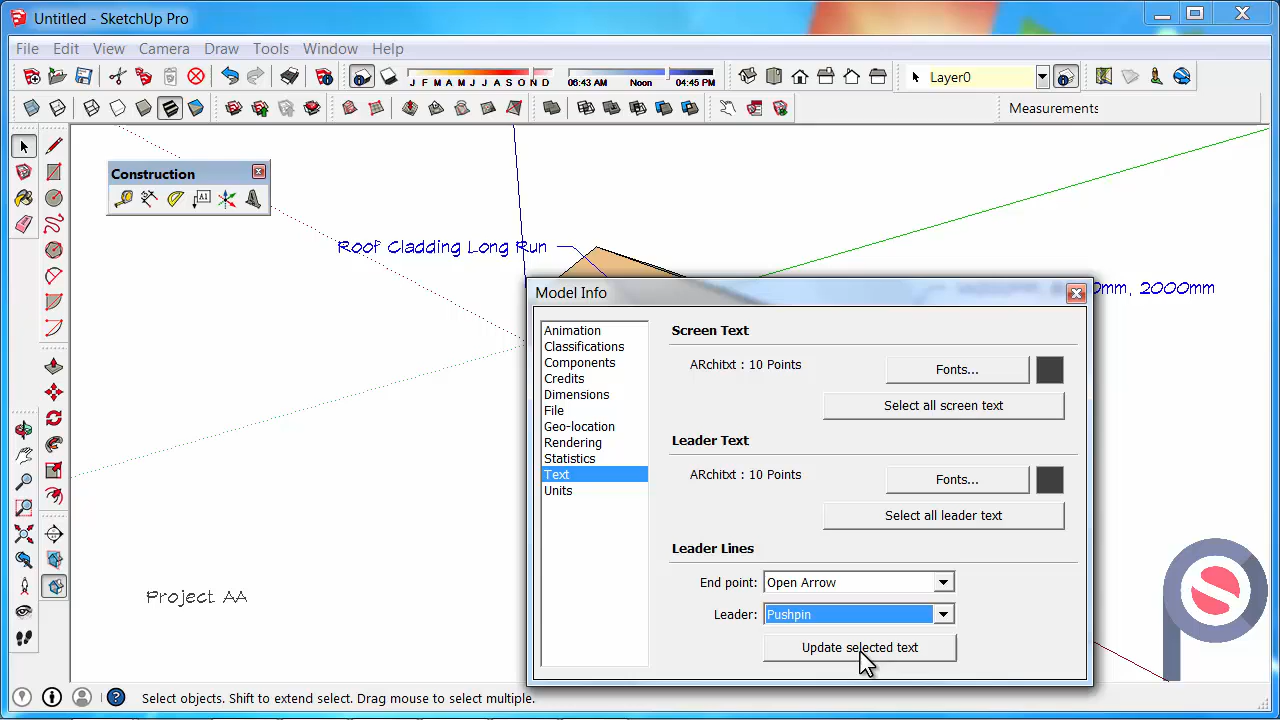 Untitled - SketchUp Pro
File Edit View Camera Draw Tools Window Help
J F M A M J J A S O N D
06:43 AM Noon 04:45 PM
Layer0
Measurements
Construction
A1
Roof Cladding Long Run
mm, 2000mm
Model Info
Animation
Classifications
Components
Credits
Dimensions
File
Geo-location
Rendering
Statistics
Text
Units
Screen Text
ARchitxt : 10 Points
Fonts...
Select all screen text
Leader Text
ARchitxt : 10 Points
Fonts...
Select all leader text
Leader Lines
End point: Open Arrow
Leader: Pushpin
Update selected text
Project AA
Select objects. Shift to extend select. Drag mouse to select multiple.